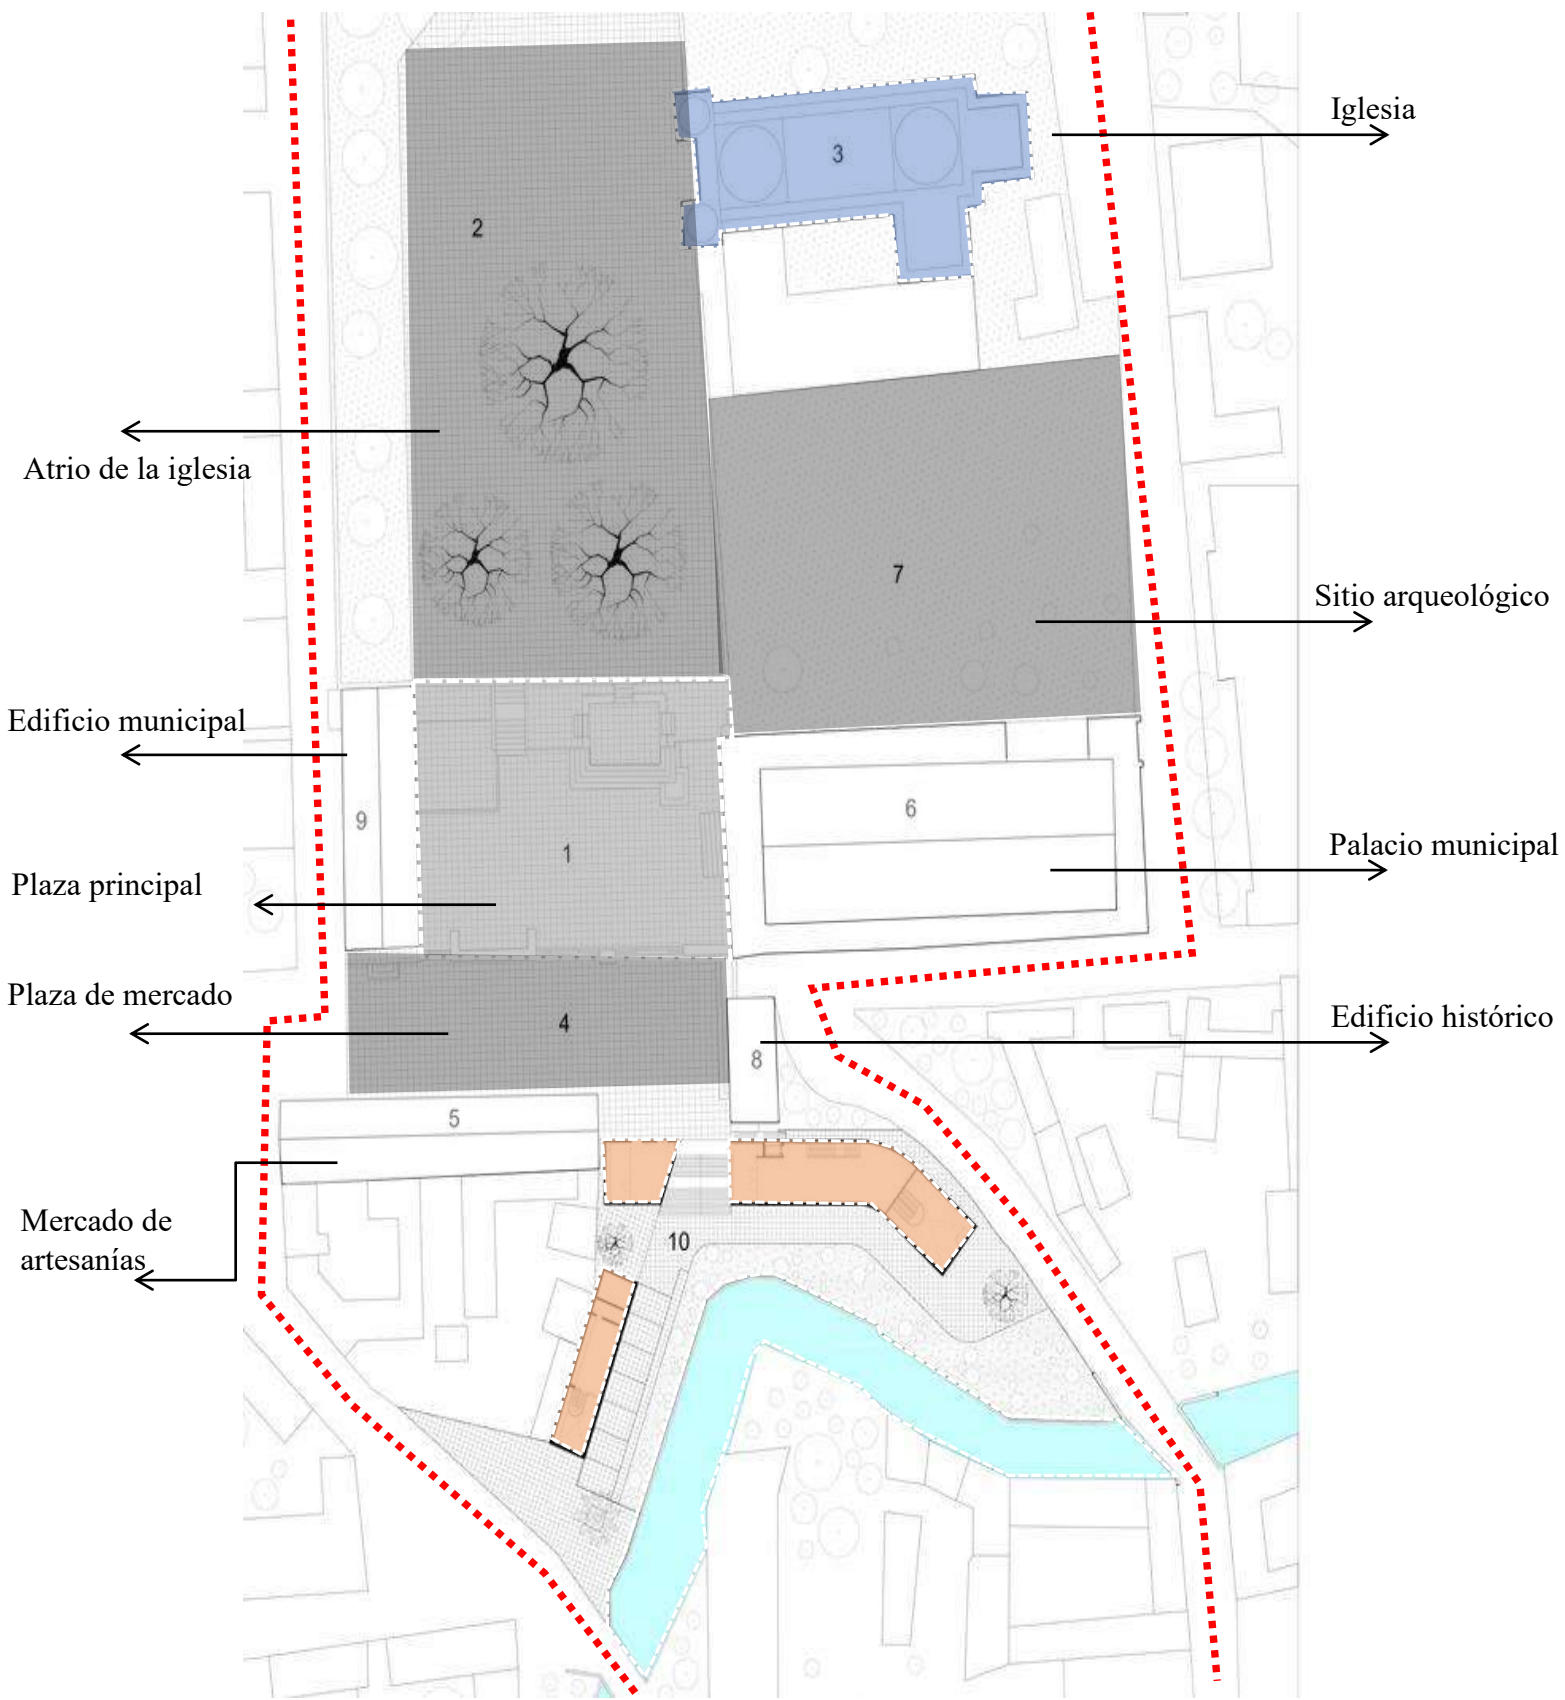 Iglesia
3
2
Atrio de la iglesia
7
Sitio arqueológico
Edificio municipal
6
9
1
Palacio municipal
Plaza principal
Plaza de mercado
4
Edificio histórico
8
5
Mercado de
artesanías
10